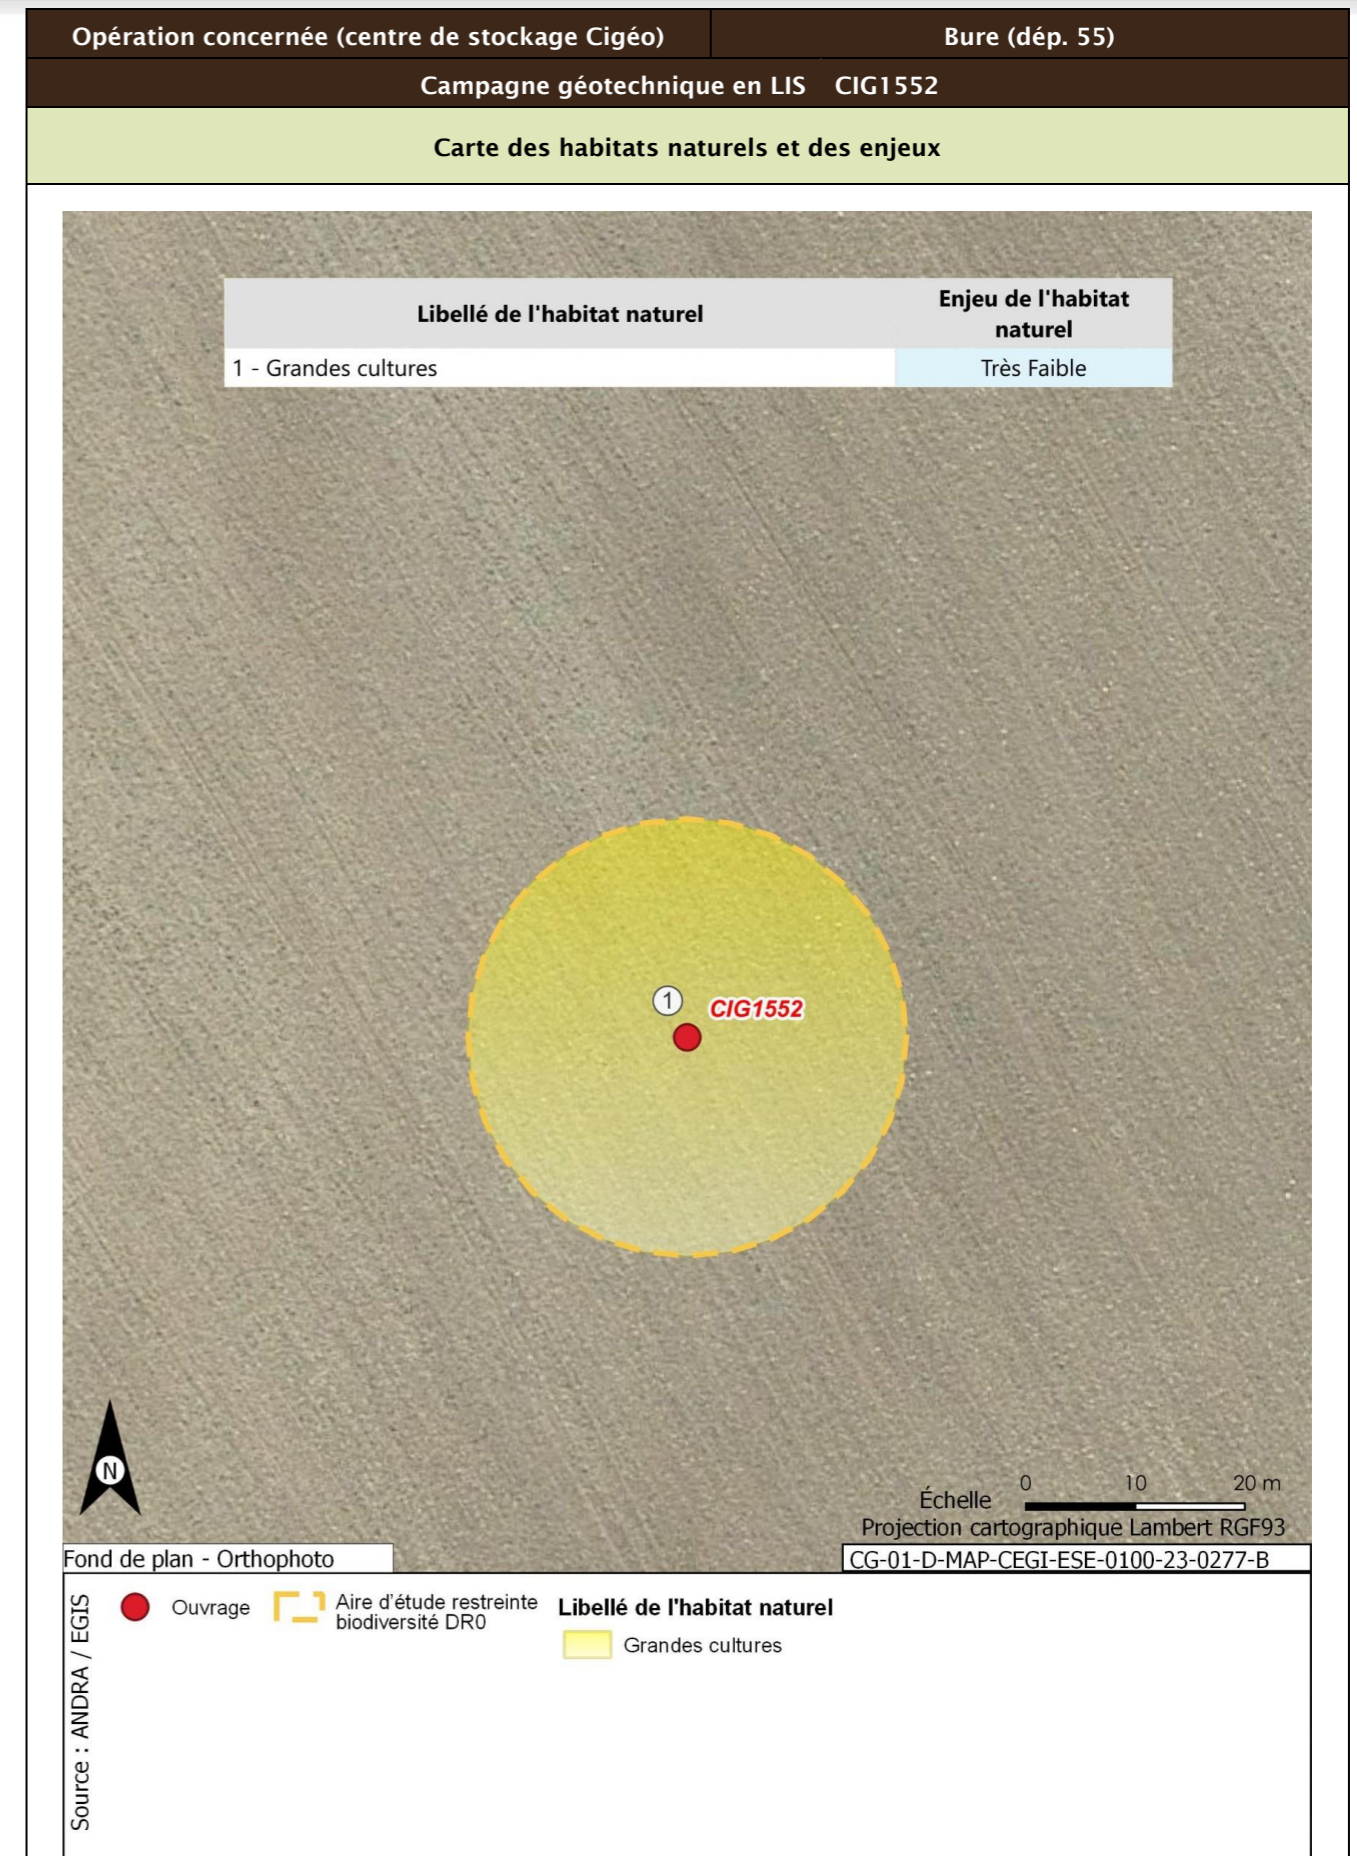 Opération concernée (centre de stockage Cigéo) Bure (dép. 55)
Campagne géotechnique en LIS CIG1552
Carte des habitats naturels et des enjeux
Libellé de l'habitat naturel
Enjeu de l'habitat
naturel
1 - Grandes cultures
Très Faible
1
CIG1552
N
0 10 20 m
Échelle
Projection cartographique Lambert RGF93
Fond de plan - Orthophoto
CG-01-D-MAP-CEGI-ESE-0100-23-0277-B
Source : ANDRA / EGIS
Ouvrage
Aire d'étude restreinte
biodiversité DR0
Libellé de l'habitat naturel
Grandes cultures